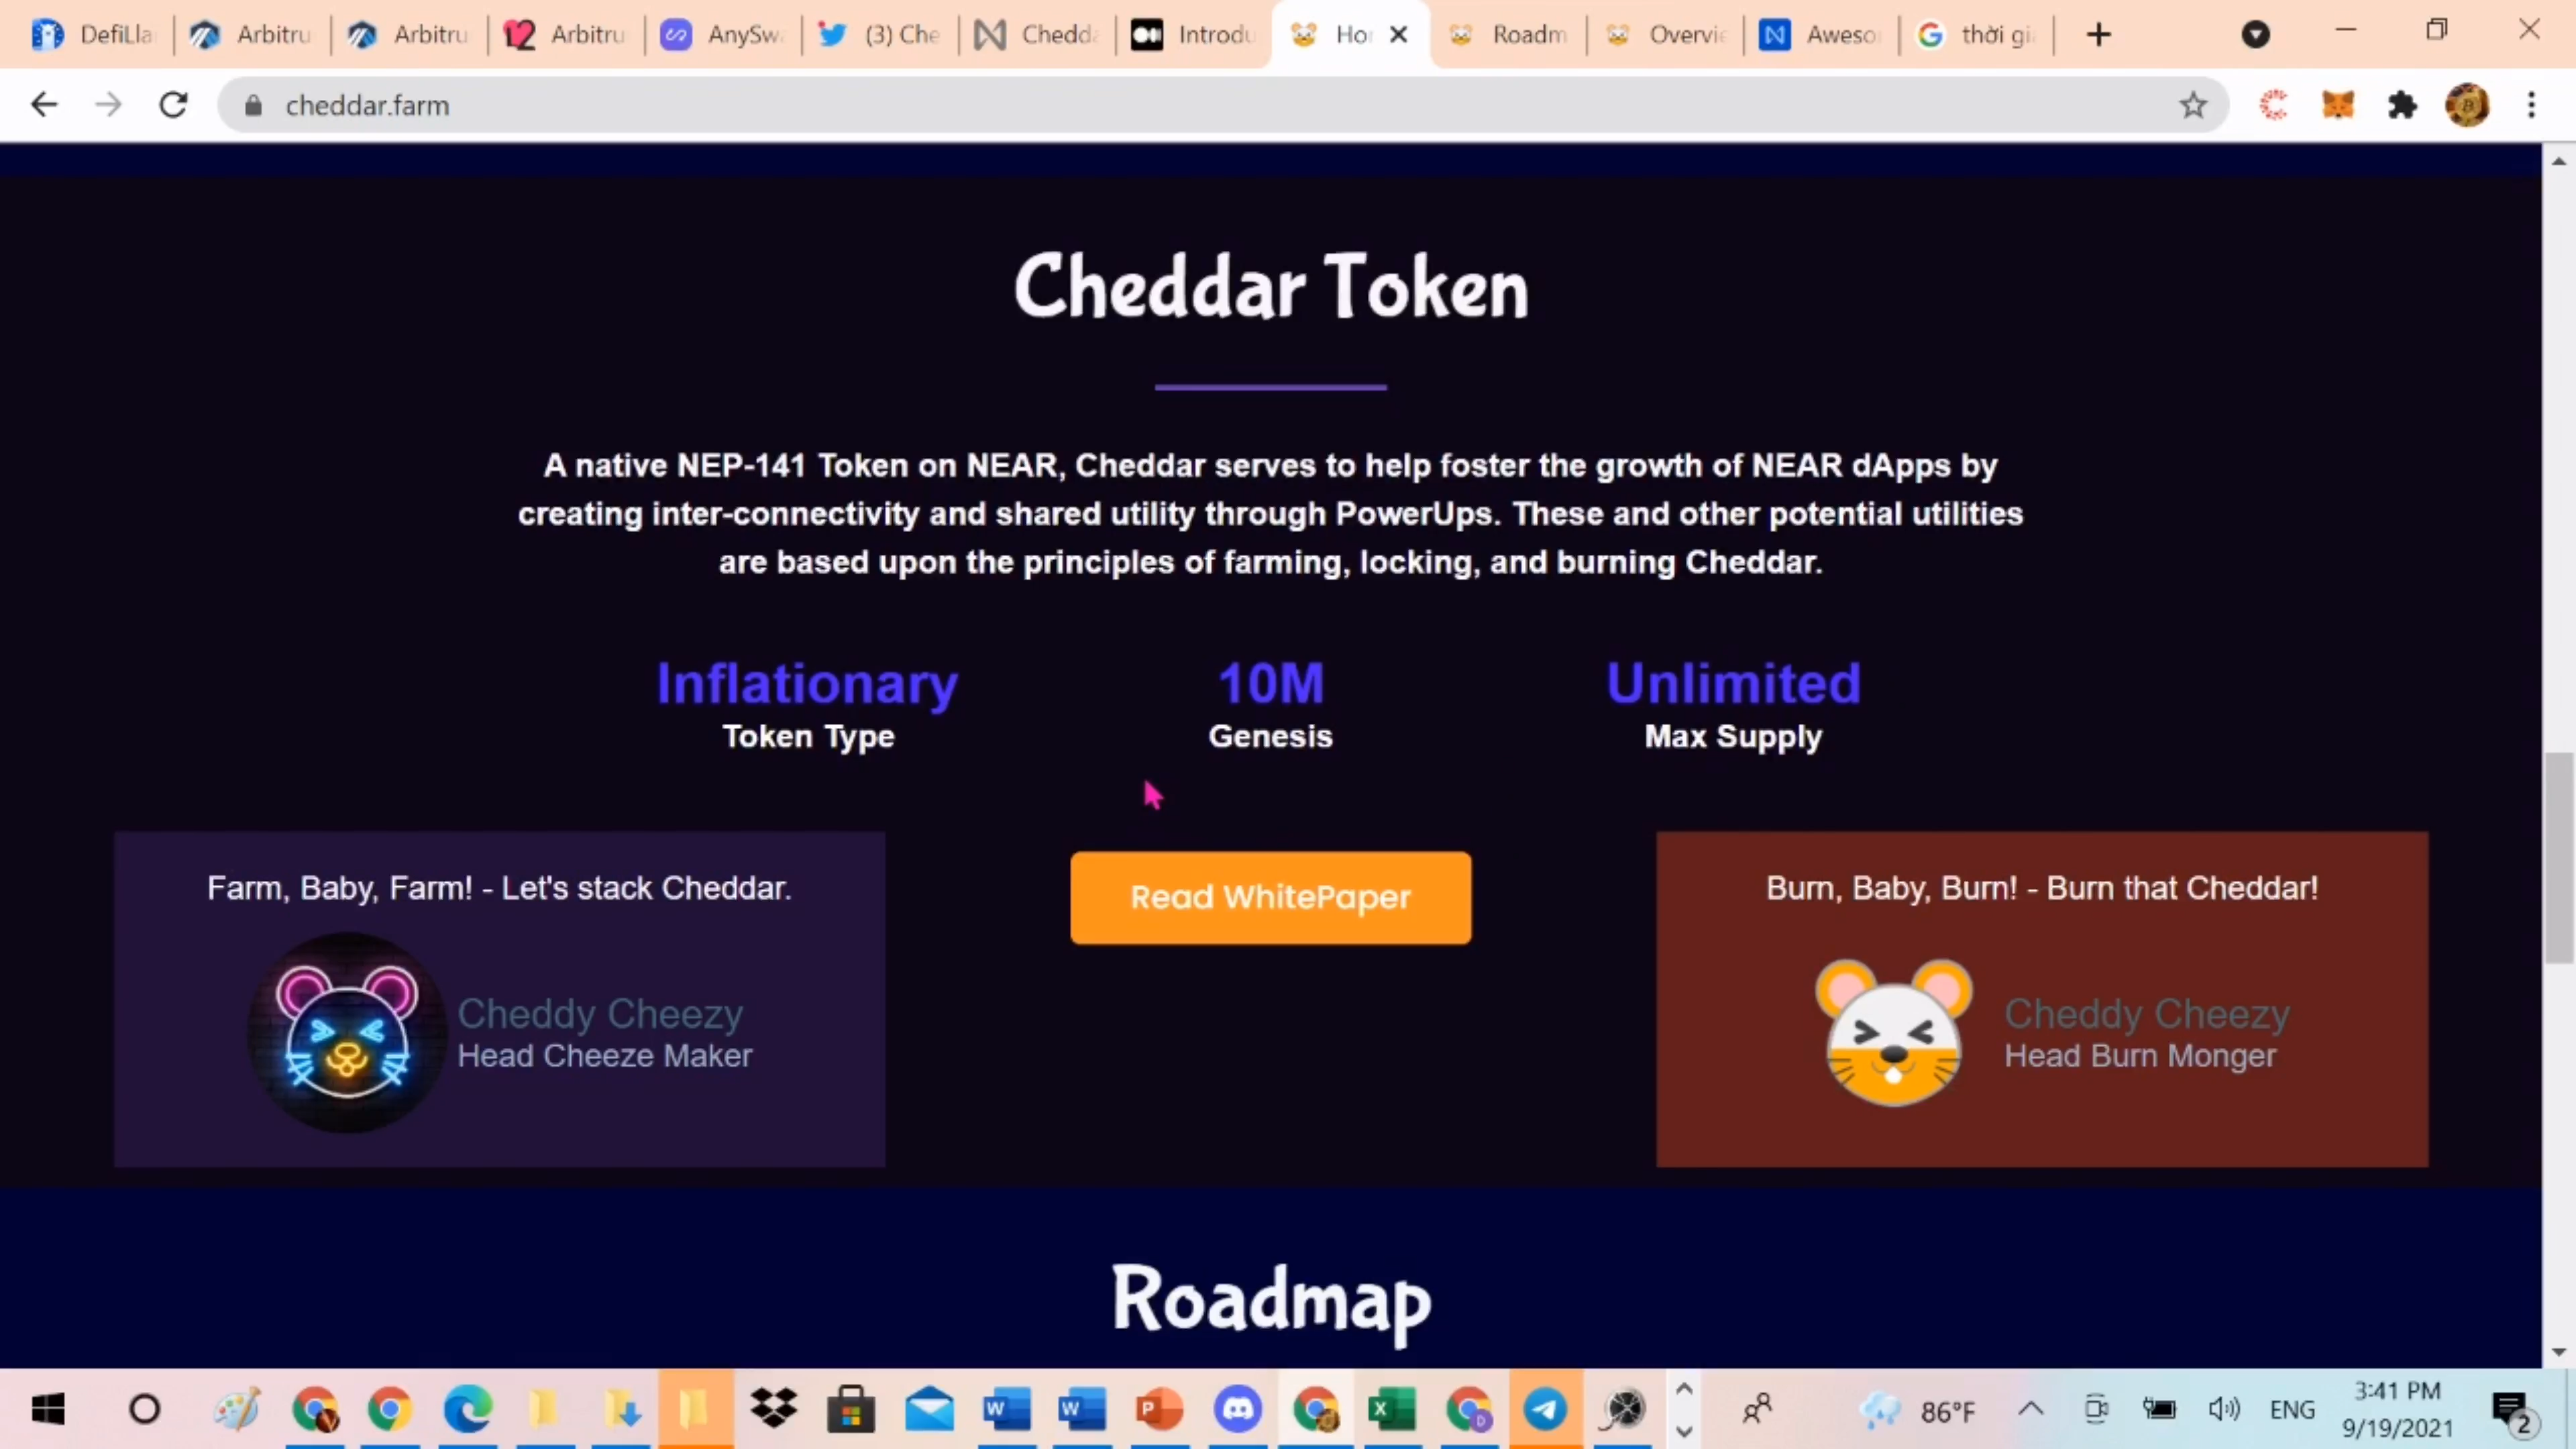 DefiLla
Arbitru
Arbitru
Arbitru
AnySwa
(3) Che
Chedda
Introdu
Ho
Roadm
Overvie
Aweso
thời gia
cheddar.farm
Cheddar Token
A native NEP-141 Token on NEAR, Cheddar serves to help foster the growth of NEAR dApps by
creating inter-connectivity and shared utility through PowerUps. These and other potential utilities
are based upon the principles of farming, locking, and burning Cheddar.
Inflationary
Token Type
10M
Genesis
Unlimited
Max Supply
Farm, Baby, Farm! - Let's stack Cheddar.
Cheddy Cheezy
Head Cheeze Maker
Read WhitePaper
Burn, Baby, Burn! - Burn that Cheddar!
Cheddy Cheezy
Head Burn Monger
Roadmap
86°F
ENG
3:41 PM
9/19/2021
2